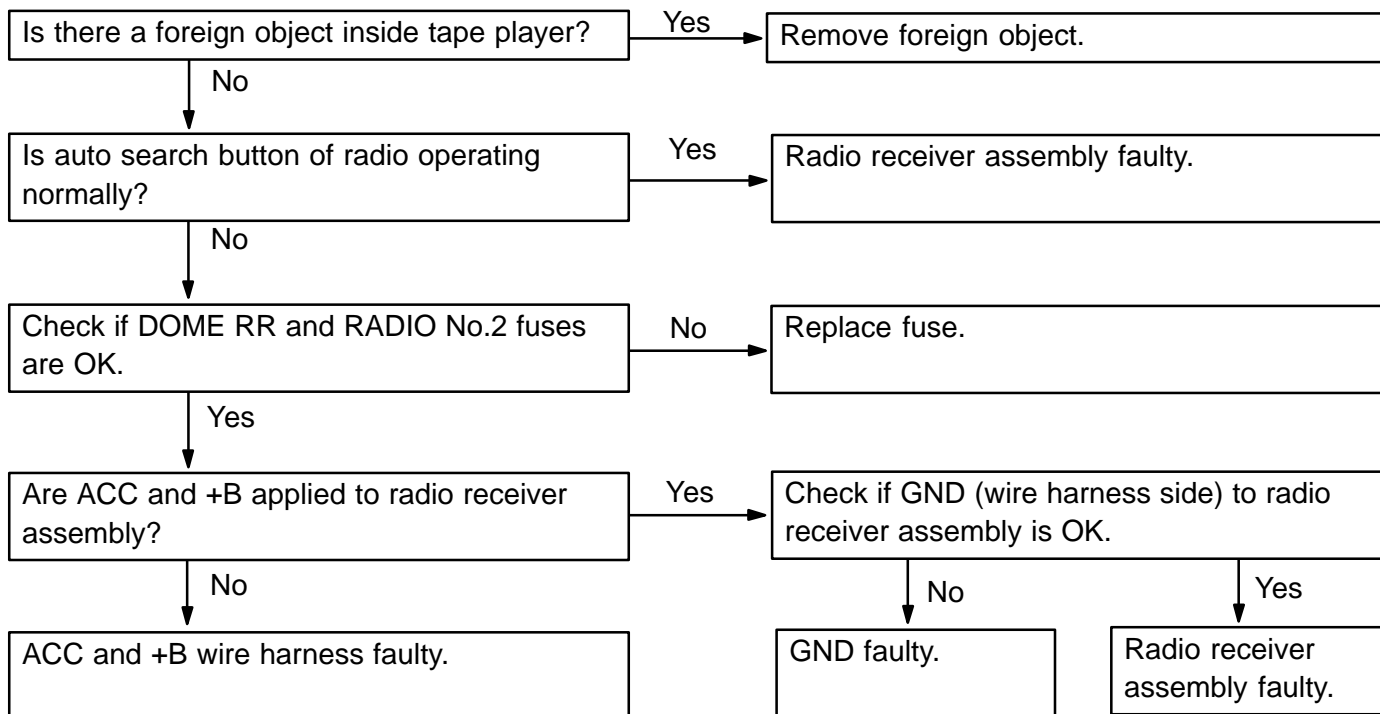 Is there a foreign object inside tape player?
Yes
Remove foreign object.
No
Is auto search button of radio operating
normally?
Yes
Radio receiver assembly faulty.
No
Check if DOME RR and RADIO No.2 fuses
are OK.
No
Replace fuse.
Yes
Are ACC and +B applied to radio receiver
assembly?
Yes
Check if GND (wire harness side) to radio
receiver assembly is OK.
No
ACC and +B wire harness faulty.
No
GND faulty.
Yes
Radio receiver
assembly faulty.